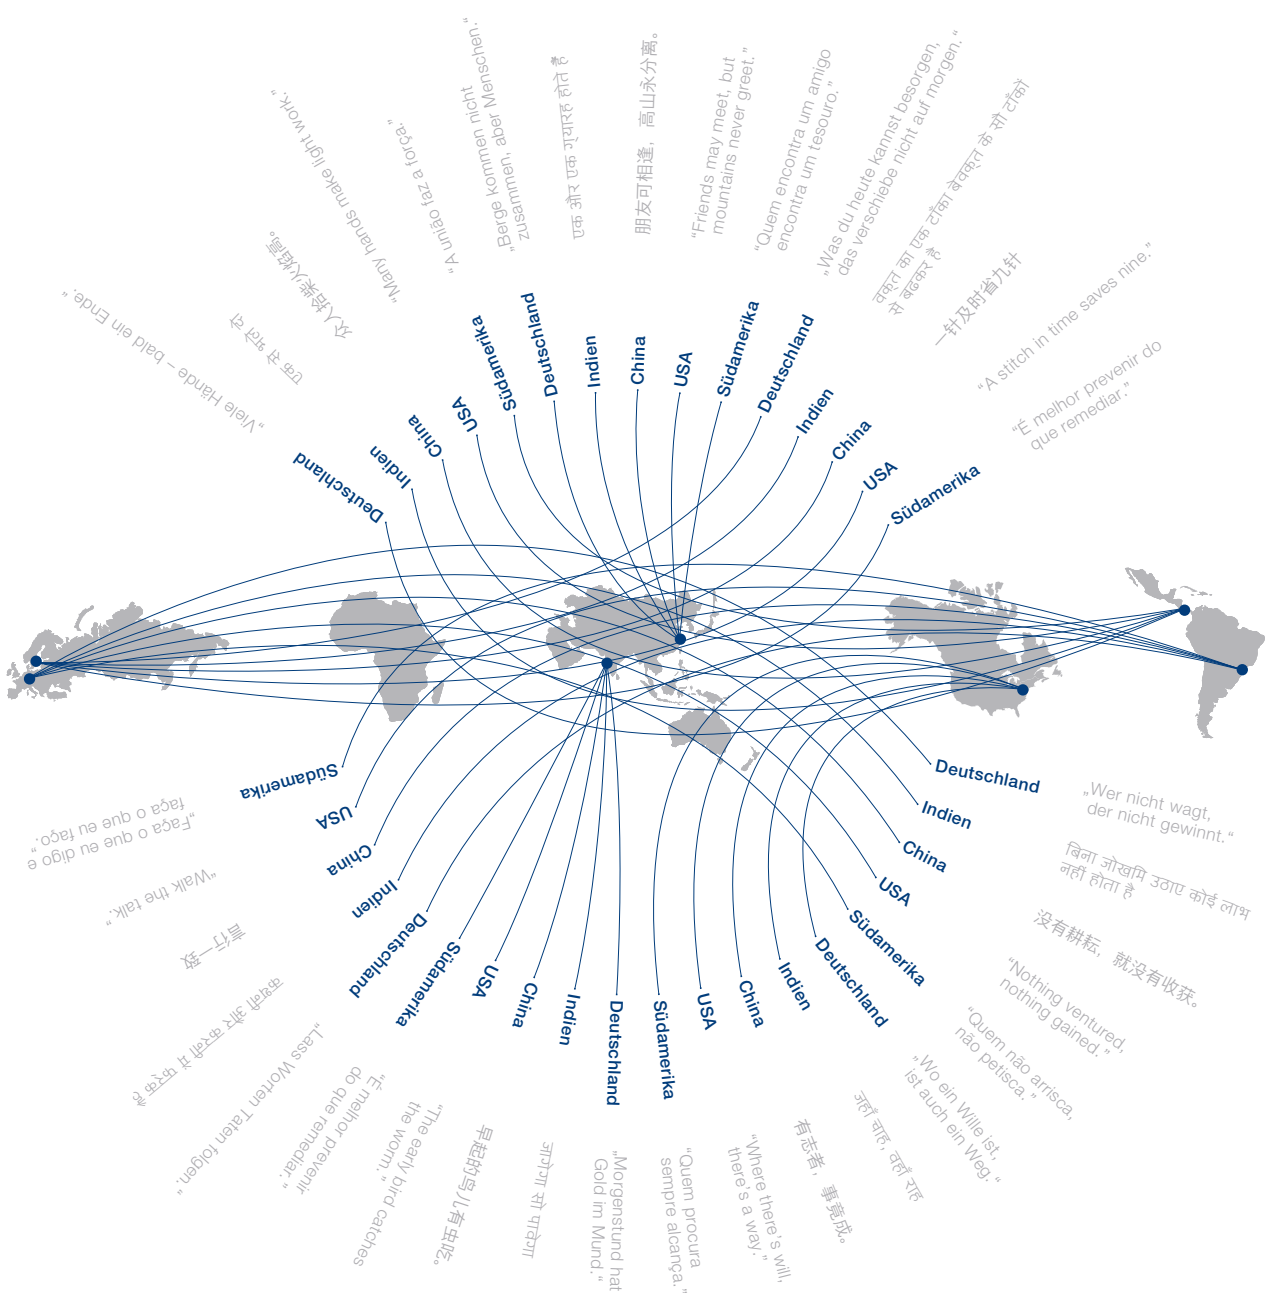 „Viele Hände – bald ein Ende.“
एक से भले दो
众人拾柴火焰高。
“Many hands make light work.”
“A união faz a força.”
“Berge kommen nicht
zusammen, aber Menschen.”
एक और एक ग्यारह होते हैं
朋友可相逢，高山永分离。
“Friends may meet, but
mountains never greet.”
“Quem encontra um amigo
encontra um tesouro.”
„Was du heute kannst besorgen,
das verschiebe nicht auf morgen.“
वक़्त का एक टाँका बेवक़्त के सौ टाँकों
से बढ़कर है
一针及时省九针
“A stitch in time saves nine.”
“É melhor prevenir do
que remediar.”
Deutschland
Indien
China
USA
Südamerika
Deutschland
Indien
China
USA
Südamerika
Deutschland
Indien
China
USA
Südamerika
Deutschland
Indien
China
USA
Südamerika
Deutschland
Indien
China
USA
Südamerika
Deutschland
Indien
China
USA
Südamerika
Deutschland
Indien
China
USA
Südamerika
„Wer nicht wagt,
der nicht gewinnt.“
बिना जोखमि उठाए कोई लाभ
नहीं होता है
没有耕耘，就没有收获。
“Nothing ventured,
nothing gained.”
“Quem não arrisca,
não petisca.”
„Wo ein Wille ist,
ist auch ein Weg.“
जहाँ चाह, वहाँ राह
有志者，事竟成。
“Where there’s will,
there’s a way.”
“Quem procura
sempre alcança.”
„Morgenstund hat
Gold im Mund.“
जागेगा सो पावेगा
早起的鸟儿有虫吃。
“The early bird catches
the worm.”
“É melhor prevenir
do que remediar.”
„Lass Worten Taten folgen.“
कथनी और करनी में फ़रक़ है
言行一致
“Walk the talk.”
“Faça o que eu digo e
faça o que eu faço.”